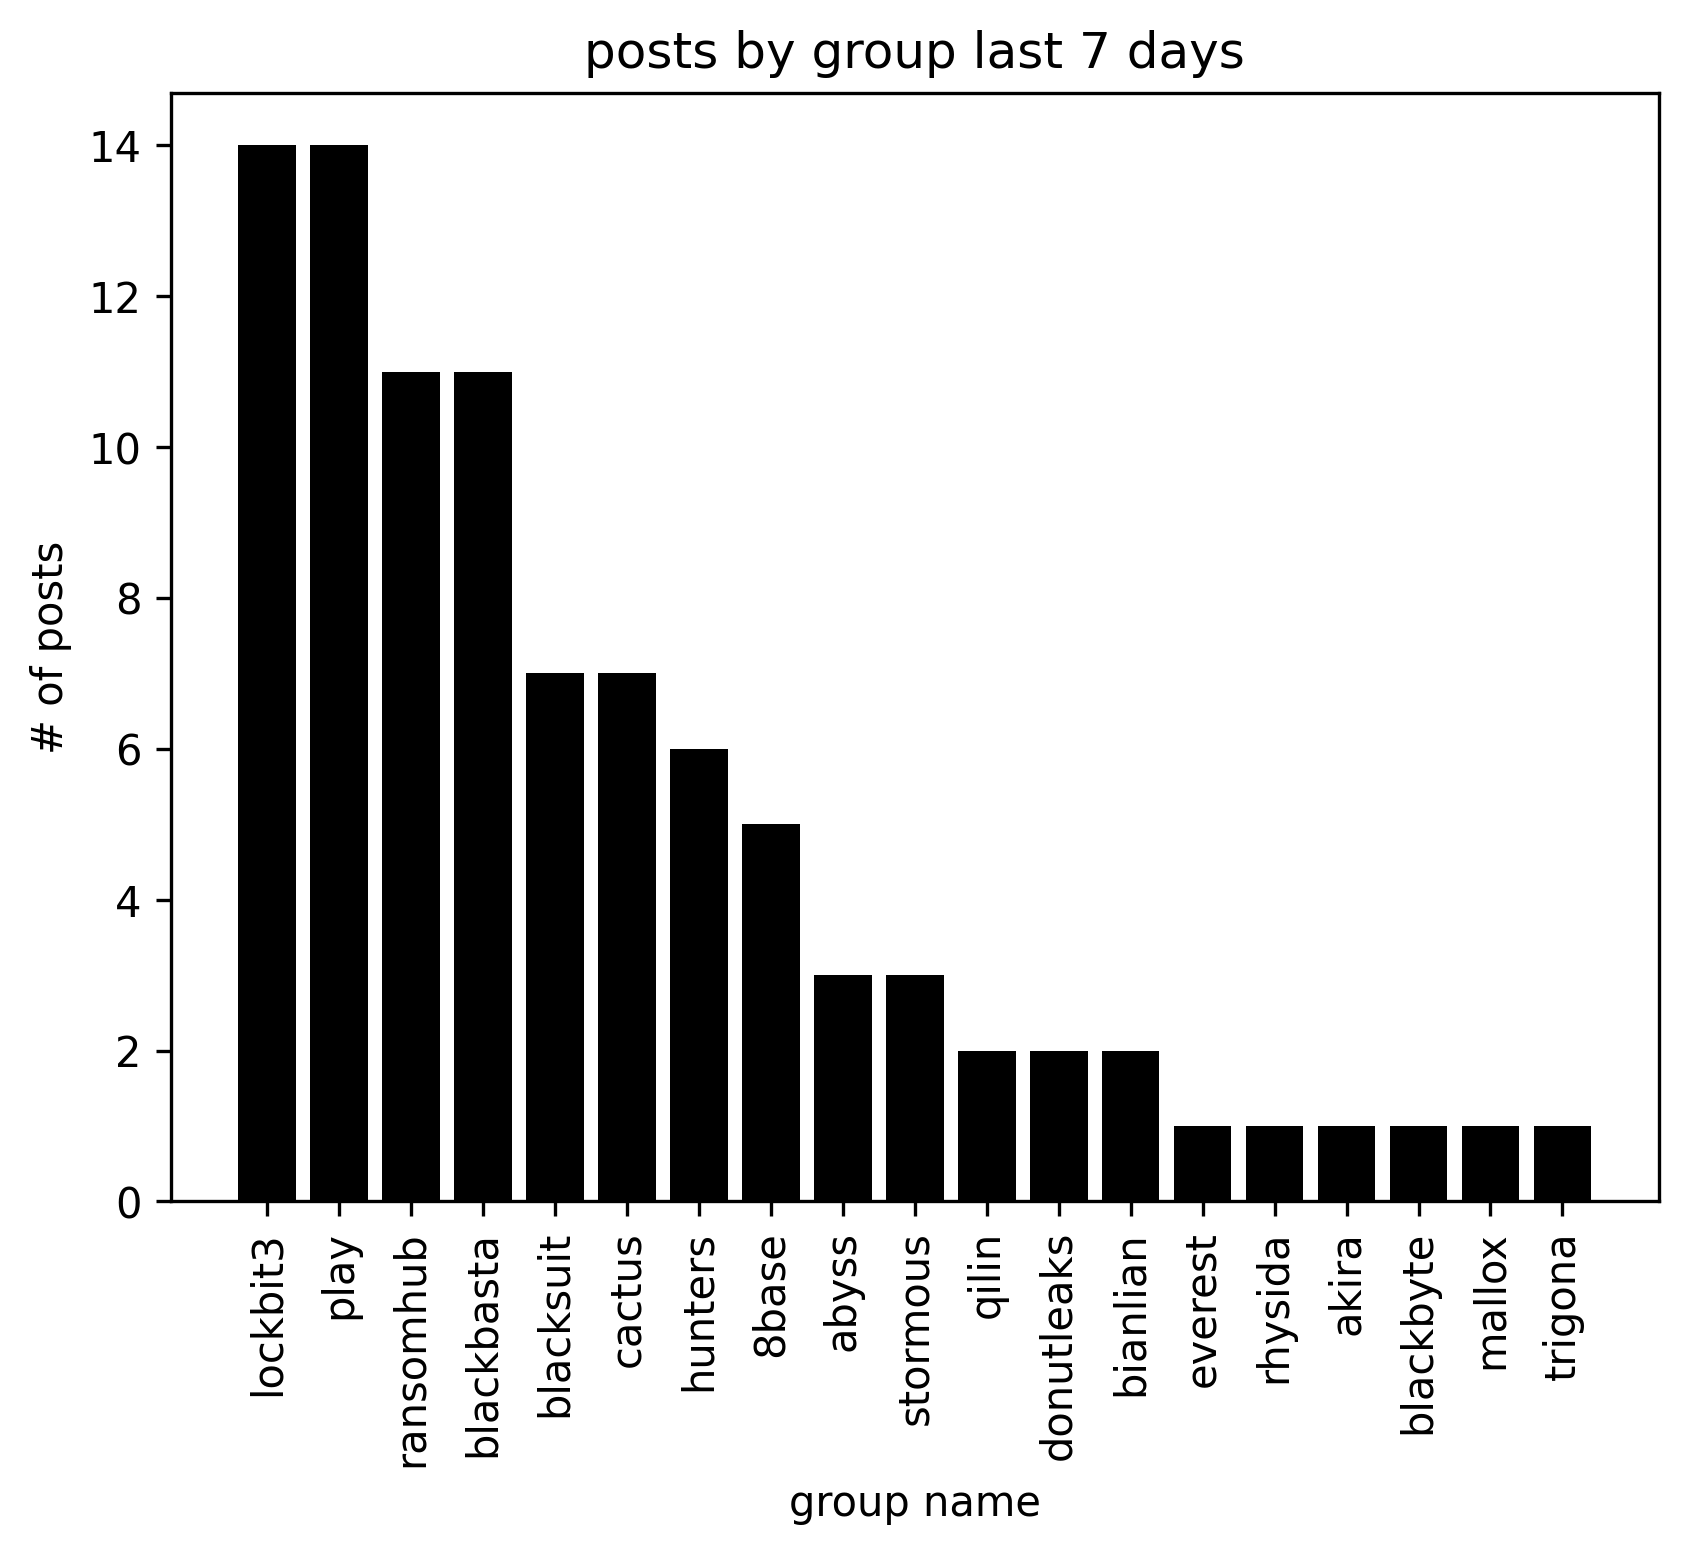 posts by group last 7 days
# of posts
14
12
10
8
6
4
2
0
lockbit3
play
ransomhub
blackbasta
blacksuit
cactus
hunters
8base
abyss
stormous
qilin
donutleaks
bianlian
everest
rhysida
akira
blackbyte
mallox
trigona
group name